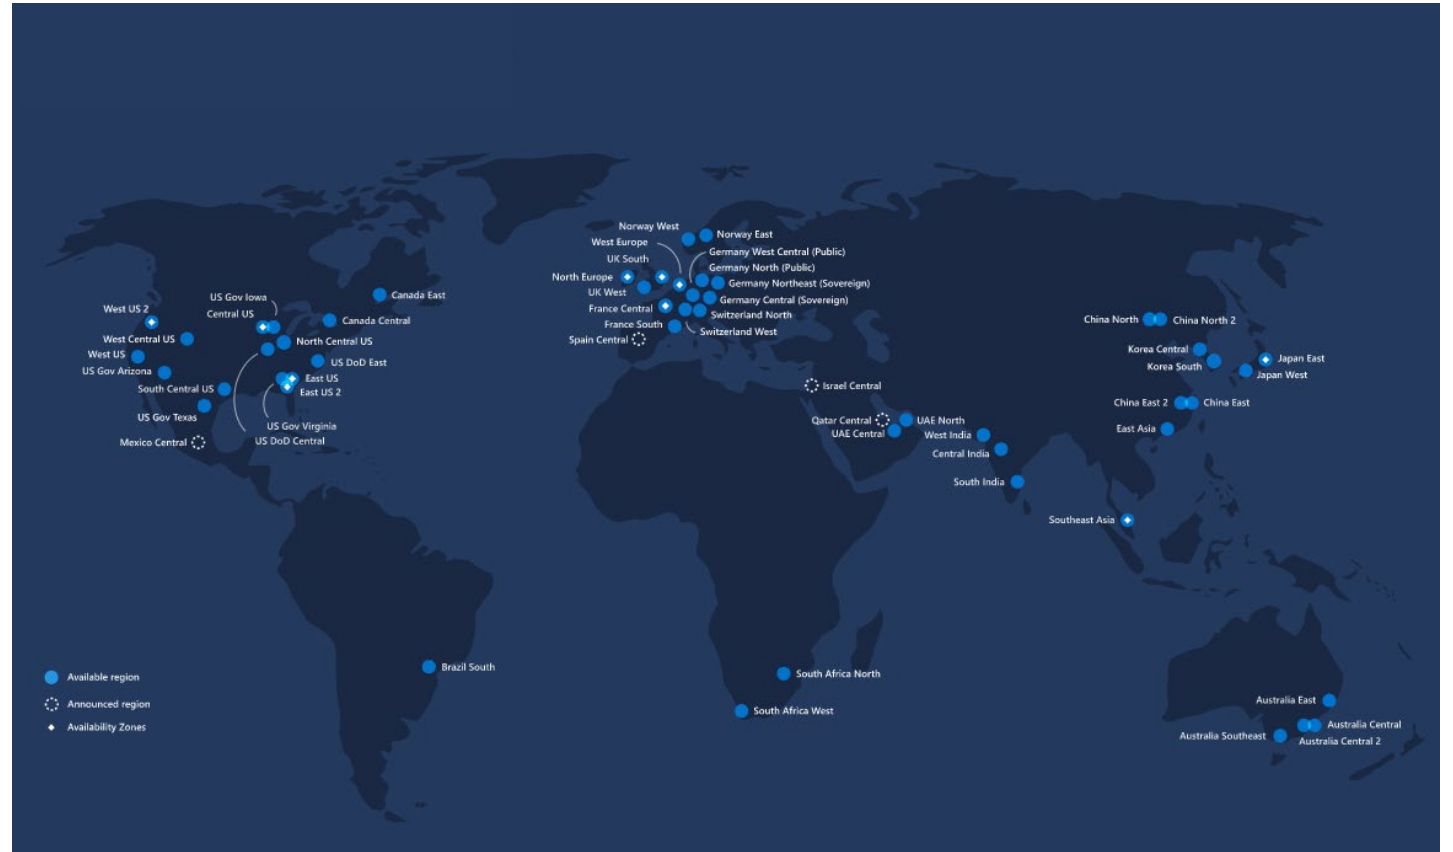 Norway West
Norway East
West Europe
Germany West Central (Public)
UK South
Germany North (Public)
North Europe
Germany Northeast (Sovereign)
UK West
Germany Central (Sovereign)
France Central
Switzerland North
France South
Switzerland West
Spain Central
US Gov Iowa
Canada East
West US 2
Central US
Canada Central
West Central US
North Central US
West US
US DoD East
US Gov Arizona
East US
South Central US
East US 2
US Gov Texas
US Gov Virginia
Mexico Central
US DoD Central
China North
China North 2
Korea Central
Japan East
Korea South
Japan West
Israel Central
China East 2
China East
Qatar Central
UAE North
UAE Central
West India
East Asia
Central India
South India
Southeast Asia
Brazil South
South Africa North
South Africa West
Australia East
Australia Central
Australia Southeast
Australia Central 2
Available region
Announced region
Availability Zones